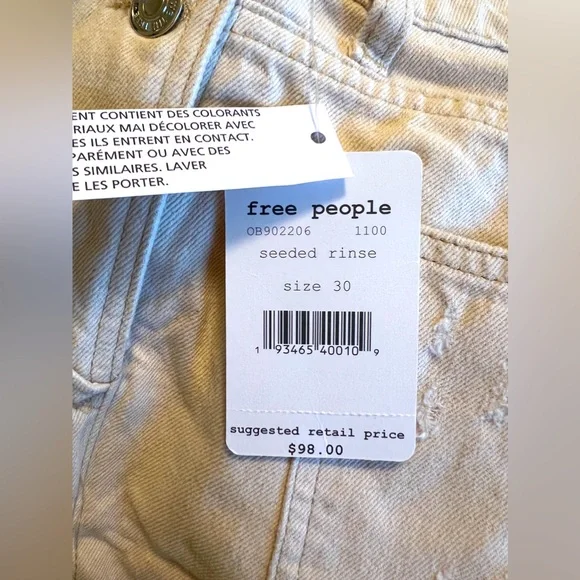 ENT CONTIENT DES COLORANTS
RIAUX MAI DÉCOLORER AVEC
ES ILS ENTRENT EN CONTACT.
PARÉMENT OU AVEC DES
S SIMILAIRES. LAVER
E LES PORTER.
free people
OB902206 1100
seeded rinse
size 30
1 93465 40010 9
suggested retail price
$98.00